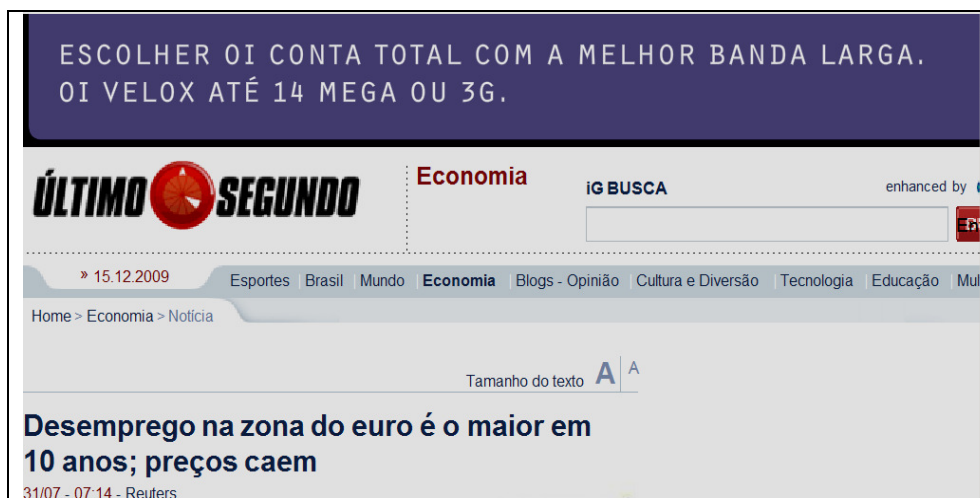 ESCOLHER OI CONTA TOTAL COM A MELHOR BANDA LARGA.
OI VELOX ATÉ 14 MEGA OU 3G.
ÚLTIMO SEGUNDO
Economia
iG BUSCA
enhanced by
» 15.12.2009
Esportes | Brasil | Mundo | Economia | Blogs - Opinião | Cultura e Diversão | Tecnologia | Educação | Mul
Home > Economia > Notícia
Tamanho do texto A A
Desemprego na zona do euro é o maior em
10 anos; preços caem
31/07 - 07:14 - Reuters